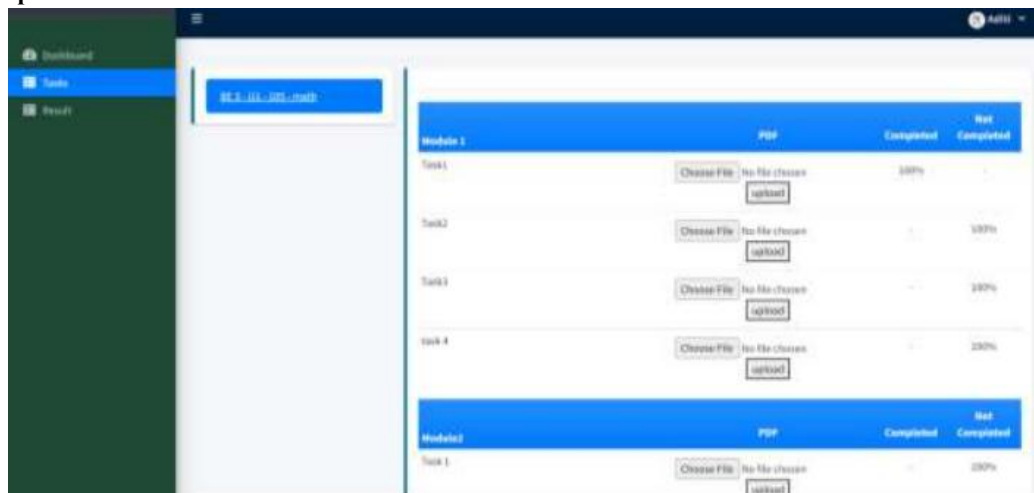 Aditi
Dashboard
Tasks
Result
Module 1 PDF Completed Not Completed
Task1 Choose File No file chosen 100% -
upload
Task2 Choose File No file chosen - 100%
upload
Task3 Choose File No file chosen - 100%
upload
task 4 Choose File No file chosen - 100%
upload
Module2 PDF Completed Not Completed
Task 1 Choose File No file chosen - 100%
upload